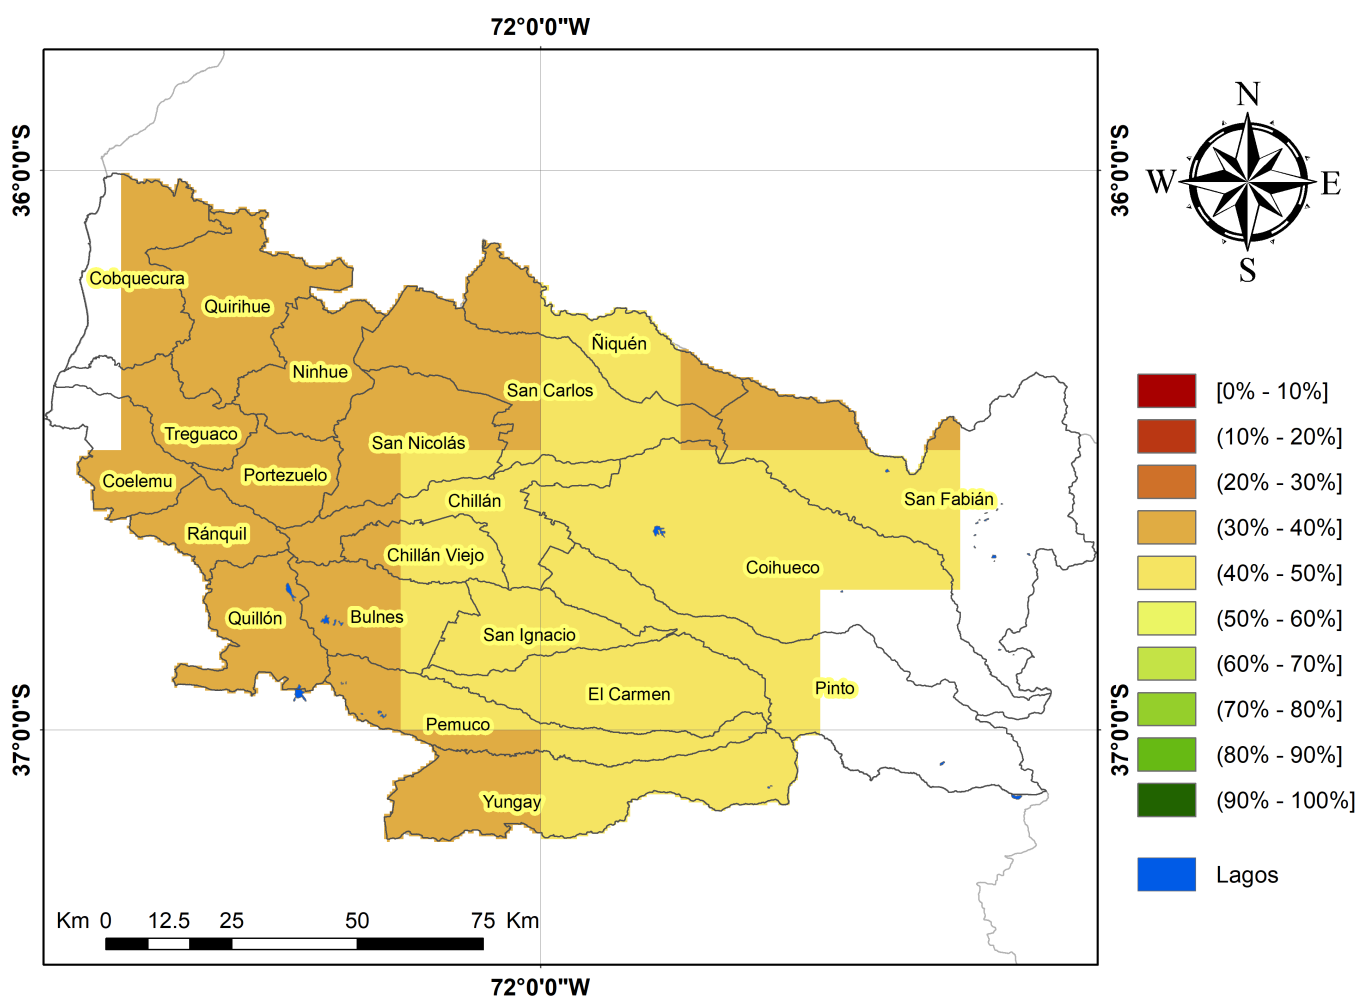 72°0'0"W
36°0'0"S
36°0'0"S
N
W
E
S
Cobquecura
Quirihue
Ñiquén
Ninhue
San Carlos
[0% - 10%]
(10% - 20%]
(20% - 30%]
(30% - 40%]
(40% - 50%]
(50% - 60%]
(60% - 70%]
(70% - 80%]
(80% - 90%]
(90% - 100%]
Lagos
Treguaco
San Nicolás
Coelemu
Portezuelo
Chillán
San Fabián
Ránquil
Chillán Viejo
Coihueco
Quillón
Bulnes
San Ignacio
El Carmen
Pinto
Pemuco
Yungay
37°0'0"S
37°0'0"S
Km 0 12.5 25 50 75 Km
72°0'0"W